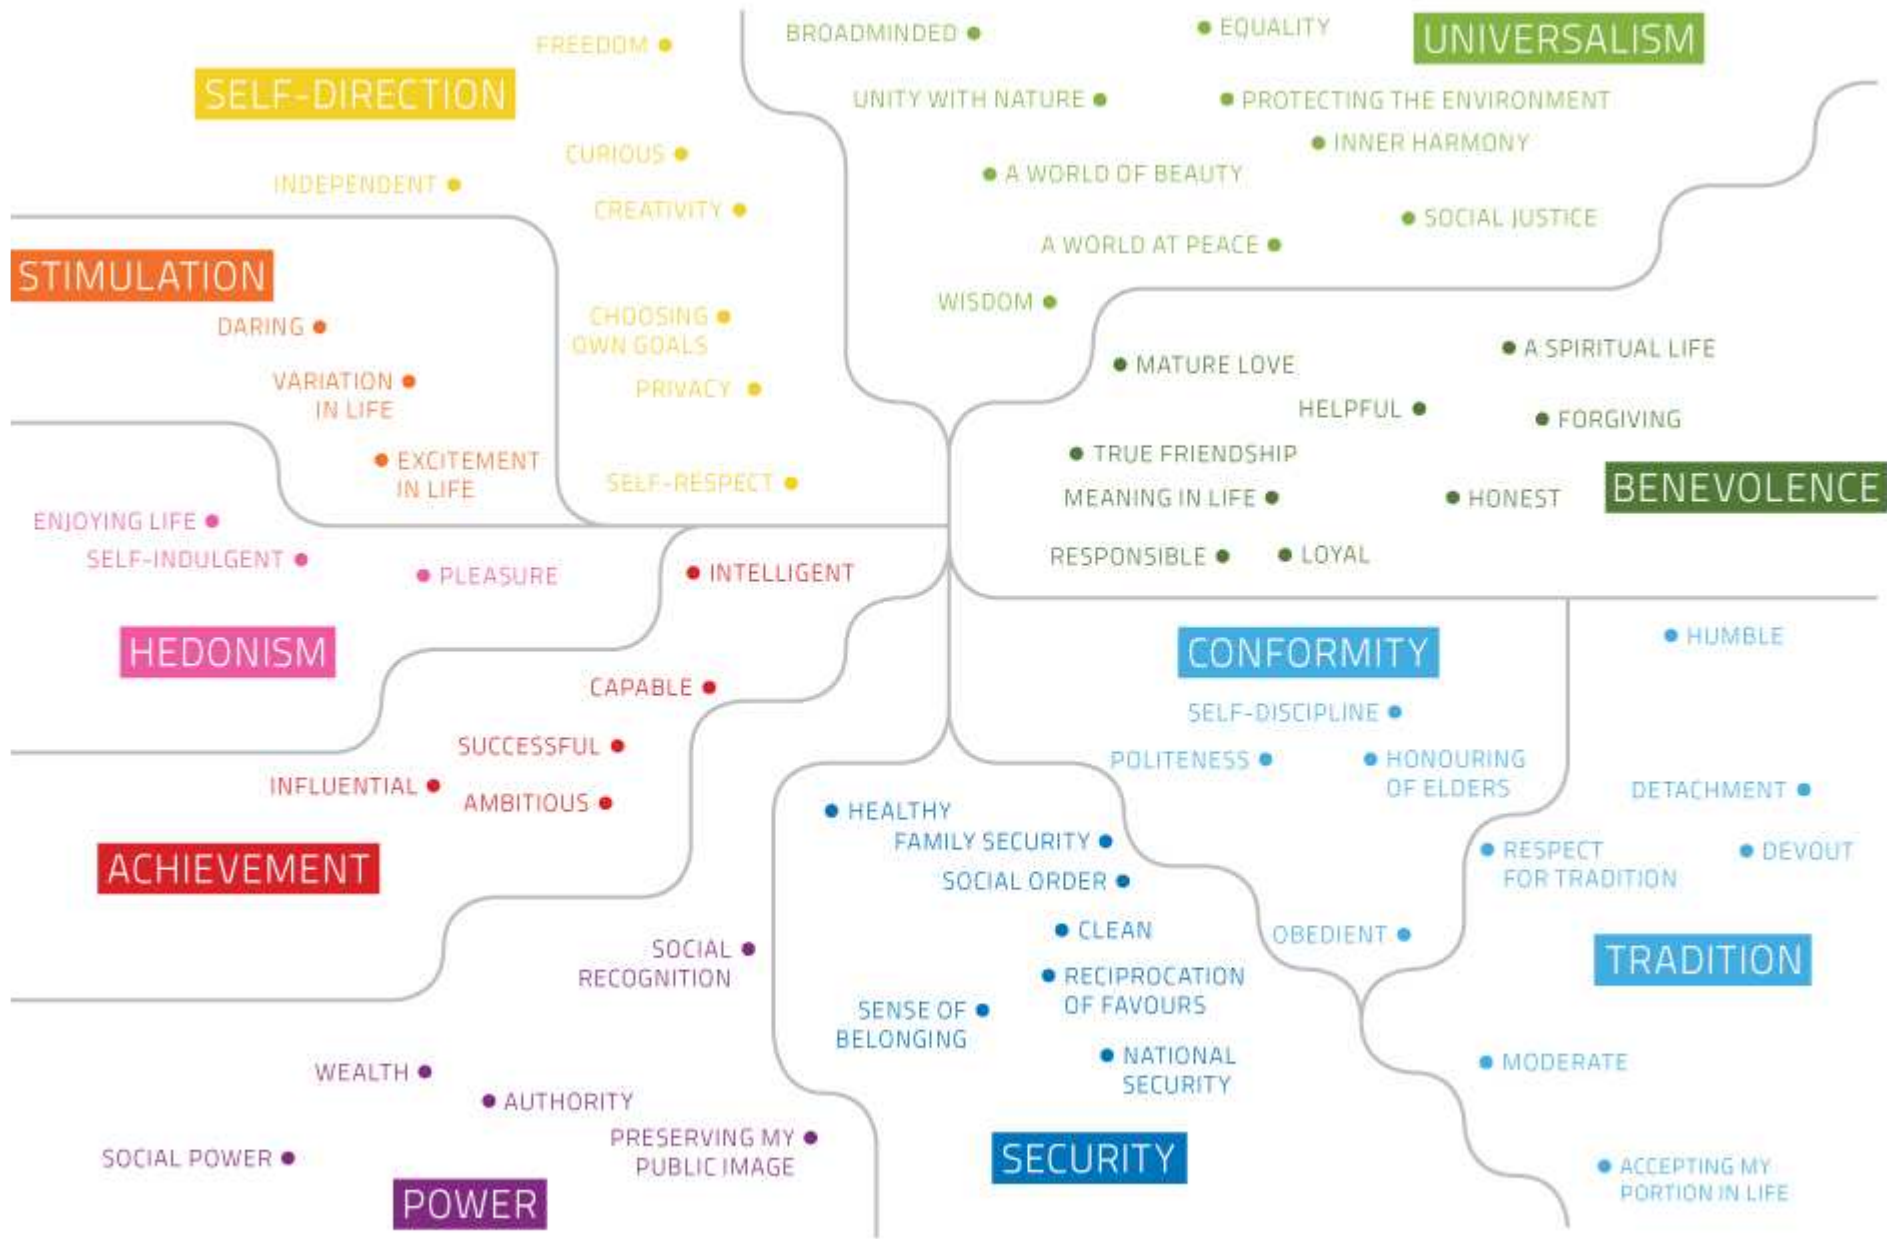 FREEDOM
SELF-DIRECTION
CURIOUS
INDEPENDENT
CREATIVITY
CHOOSING
OWN GOALS
PRIVACY
SELF-RESPECT
BROADMINDED
EQUALITY
UNIVERSALISM
UNITY WITH NATURE
PROTECTING THE ENVIRONMENT
INNER HARMONY
A WORLD OF BEAUTY
SOCIAL JUSTICE
A WORLD AT PEACE
WISDOM
STIMULATION
DARING
VARIATION
IN LIFE
EXCITEMENT
IN LIFE
MATURE LOVE
A SPIRITUAL LIFE
HELPFUL
FORGIVING
TRUE FRIENDSHIP
MEANING IN LIFE
HONEST
BENEVOLENCE
RESPONSIBLE
LOYAL
ENJOYING LIFE
SELF-INDULGENT
PLEASURE
HEDONISM
INTELLIGENT
CAPABLE
SUCCESSFUL
INFLUENTIAL
AMBITIOUS
ACHIEVEMENT
CONFORMITY
SELF-DISCIPLINE
POLITENESS
HONOURING
OF ELDERS
OBEDIENT
HUMBLE
DETACHMENT
RESPECT
FOR TRADITION
DEVOUT
TRADITION
MODERATE
ACCEPTING MY
PORTION IN LIFE
HEALTHY
FAMILY SECURITY
SOCIAL ORDER
CLEAN
RECIPROCATION
OF FAVOURS
SENSE OF
BELONGING
NATIONAL
SECURITY
SECURITY
SOCIAL
RECOGNITION
WEALTH
AUTHORITY
PRESERVING MY
PUBLIC IMAGE
SOCIAL POWER
POWER